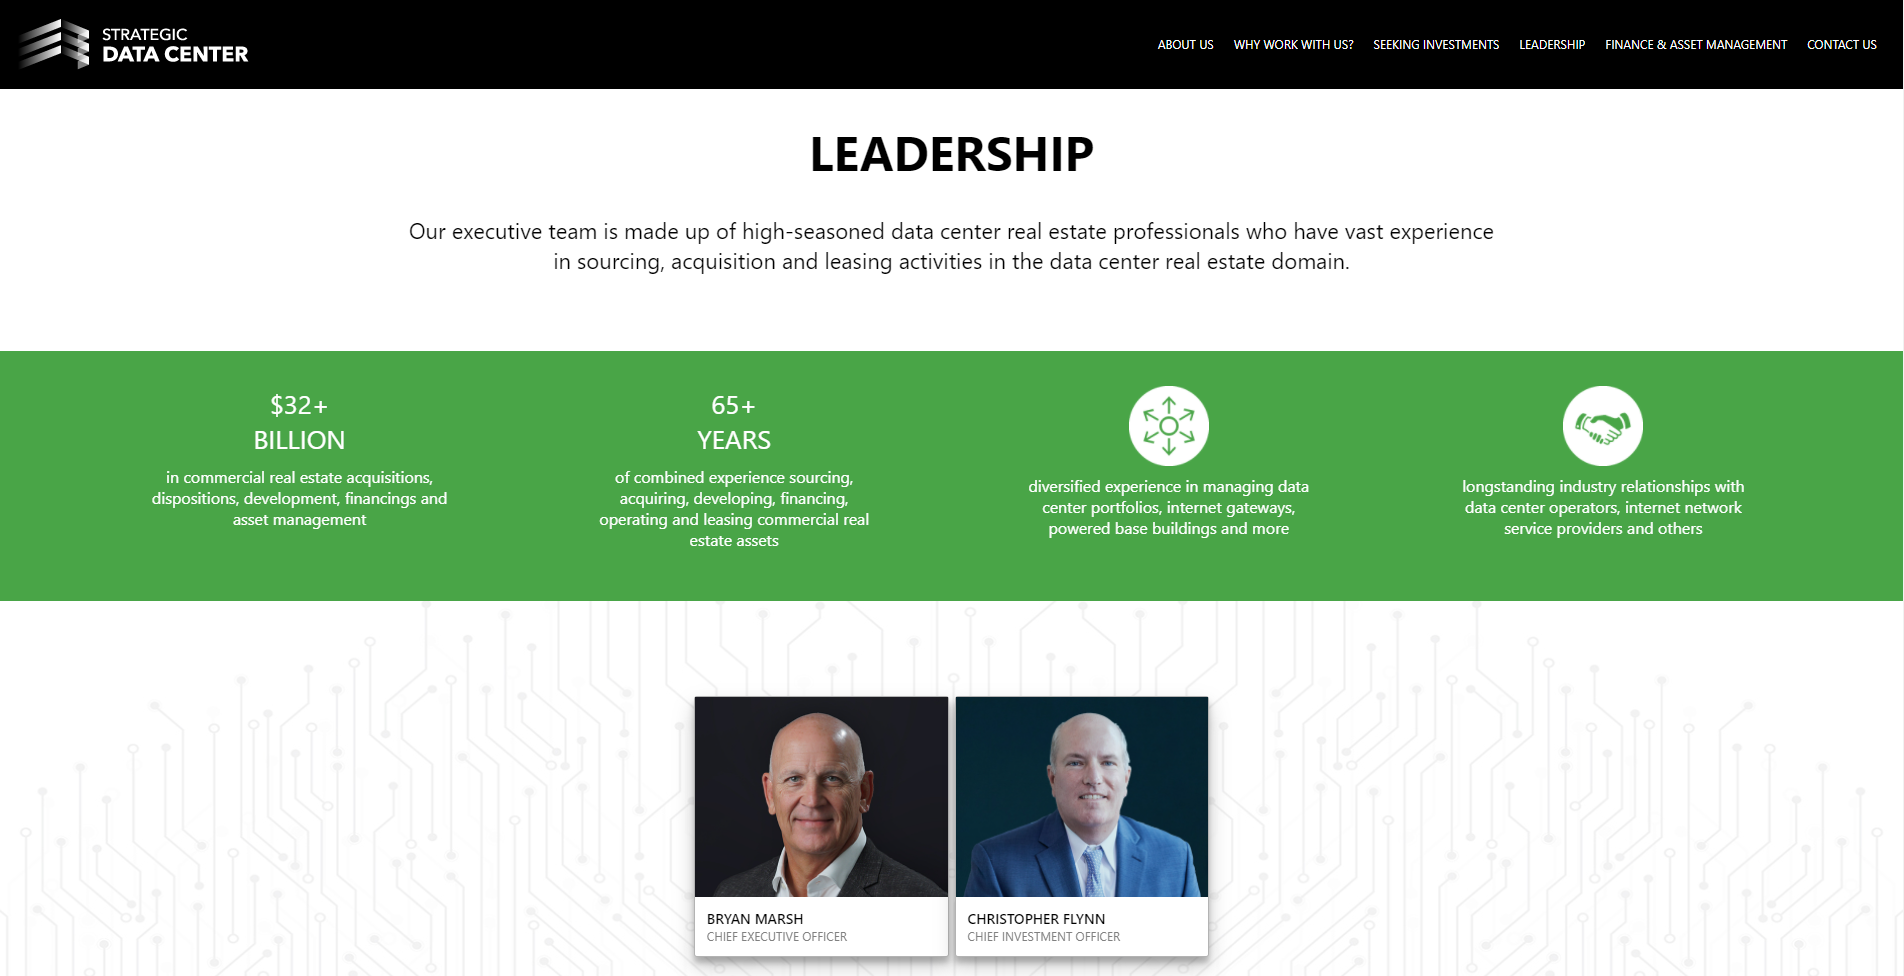 STRATEGIC
DATA CENTER
ABOUT US
WHY WORK WITH US?
SEEKING INVESTMENTS
LEADERSHIP
FINANCE & ASSET MANAGEMENT
CONTACT US
LEADERSHIP
Our executive team is made up of high-seasoned data center real estate professionals who have vast experience
in sourcing, acquisition and leasing activities in the data center real estate domain.
$32+
BILLION
in commercial real estate acquisitions,
dispositions, development, financings and
asset management
65+
YEARS
of combined experience sourcing,
acquiring, developing, financing,
operating and leasing commercial real
estate assets
diversified experience in managing data
center portfolios, internet gateways,
powered base buildings and more
longstanding industry relationships with
data center operators, internet network
service providers and others
BRYAN MARSH
CHIEF EXECUTIVE OFFICER
CHRISTOPHER FLYNN
CHIEF INVESTMENT OFFICER